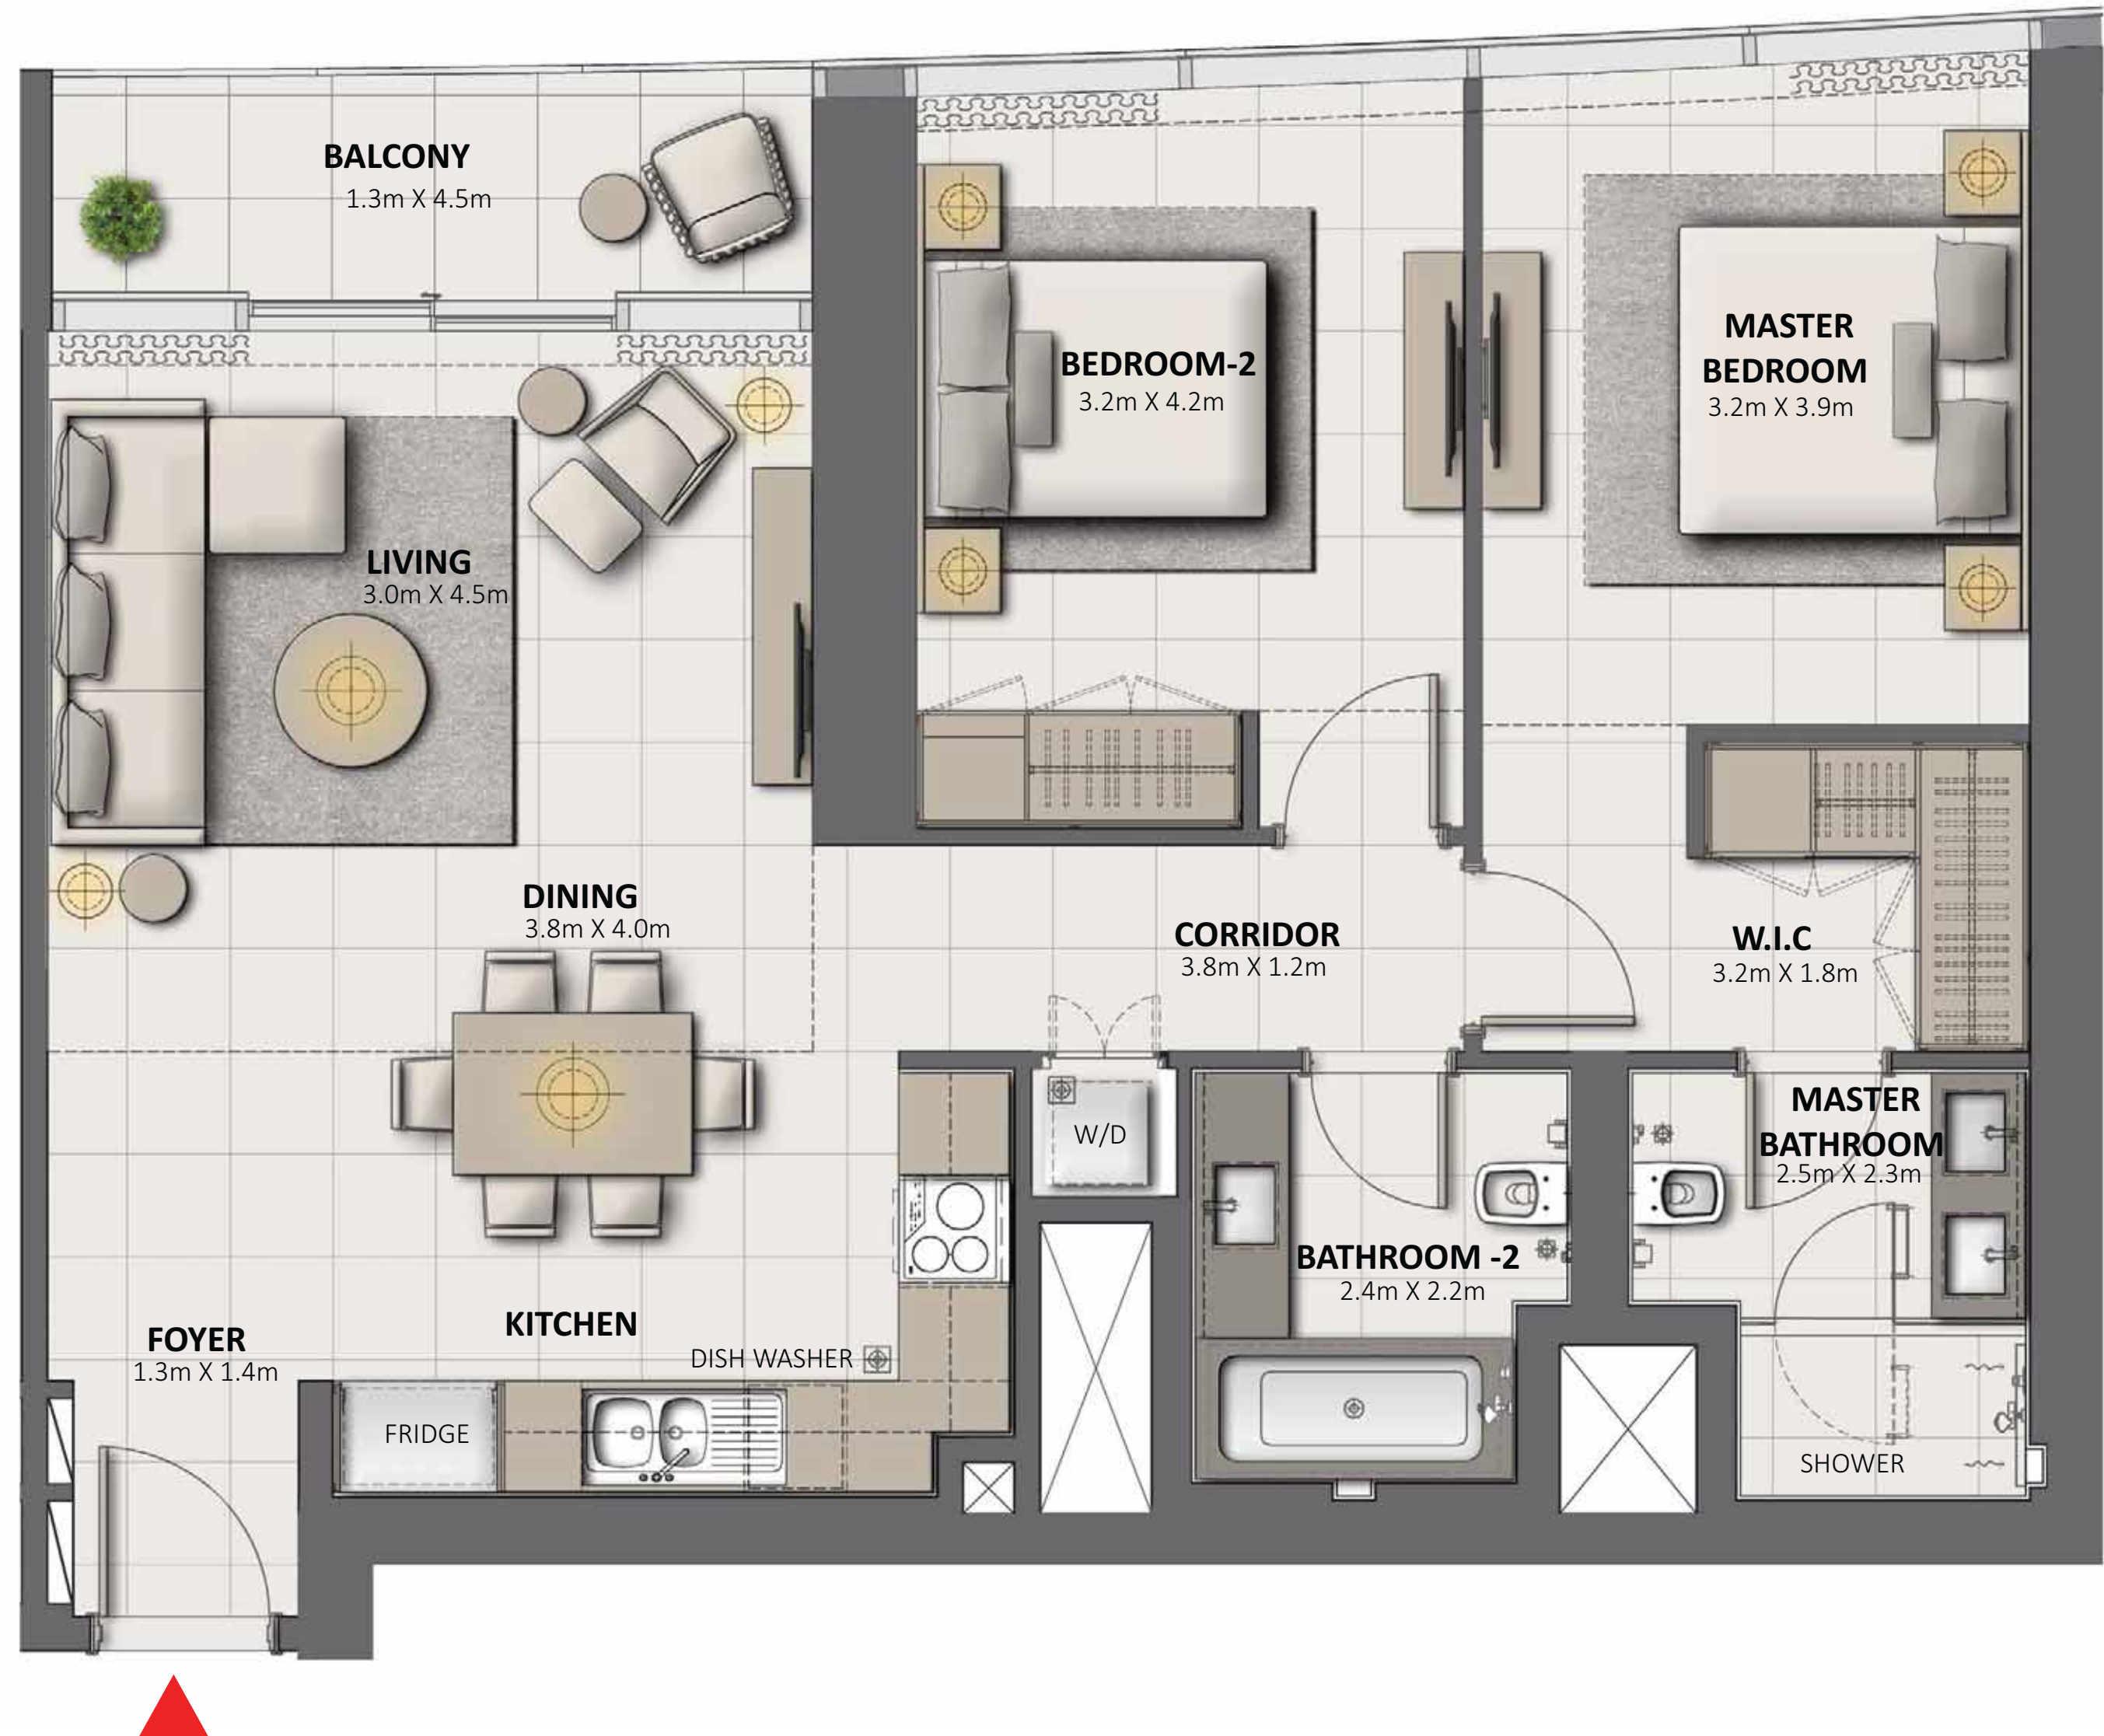 BALCONY
1.3m X 4.5m
BEDROOM-2
3.2m X 4.2m
MASTER
BEDROOM
3.2m X 3.9m
LIVING
3.0m X 4.5m
DINING
3.8m X 4.0m
CORRIDOR
3.8m X 1.2m
W.I.C
3.2m X 1.8m
W/D
MASTER
BATHROOM
2.5m X 2.3m
BATHROOM -2
2.4m X 2.2m
FOYER
1.3m X 1.4m
KITCHEN
DISH WASHER
FRIDGE
SHOWER